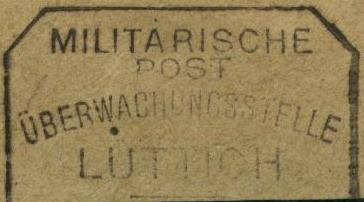 MILITÄRISCHE
POST
ÜBERWACHUNGSSTELLE
LÜTTICH